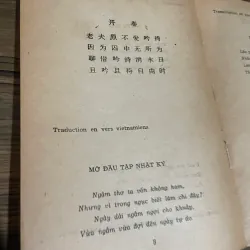 开卷
老夫原不爱吟诗
因为囚中无所为
聊借吟诗消永日
且吟且待自由时
Traduction en vers vietnamiens
MỞ ĐẦU TẬP NHẬT KÝ
Ngâm thơ ta vốn không ham,
Nhưng vì trong ngục biết làm chi đây?
Ngày dài ngâm ngợi cho khuây,
Vừa ngâm vừa đợi đến ngày tự do
Transcription